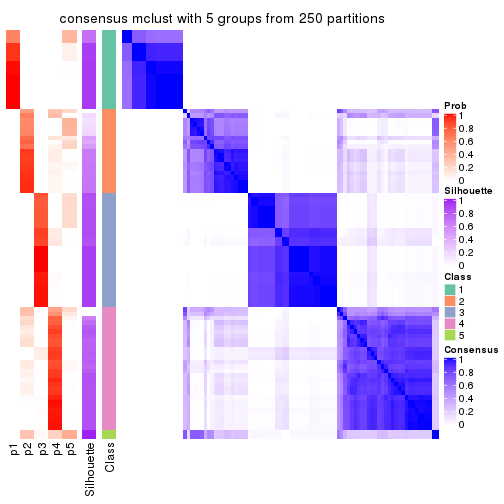 consensus mclust with 5 groups from 250 partitions
Prob
1
0.8
0.6
0.4
0.2
0
Silhouette
1
0.8
0.6
0.4
0.2
0
Class
1
2
3
4
5
Consensus
1
0.8
0.6
0.4
0.2
0
p1
p2
p3
p4
p5
Silhouette
Class